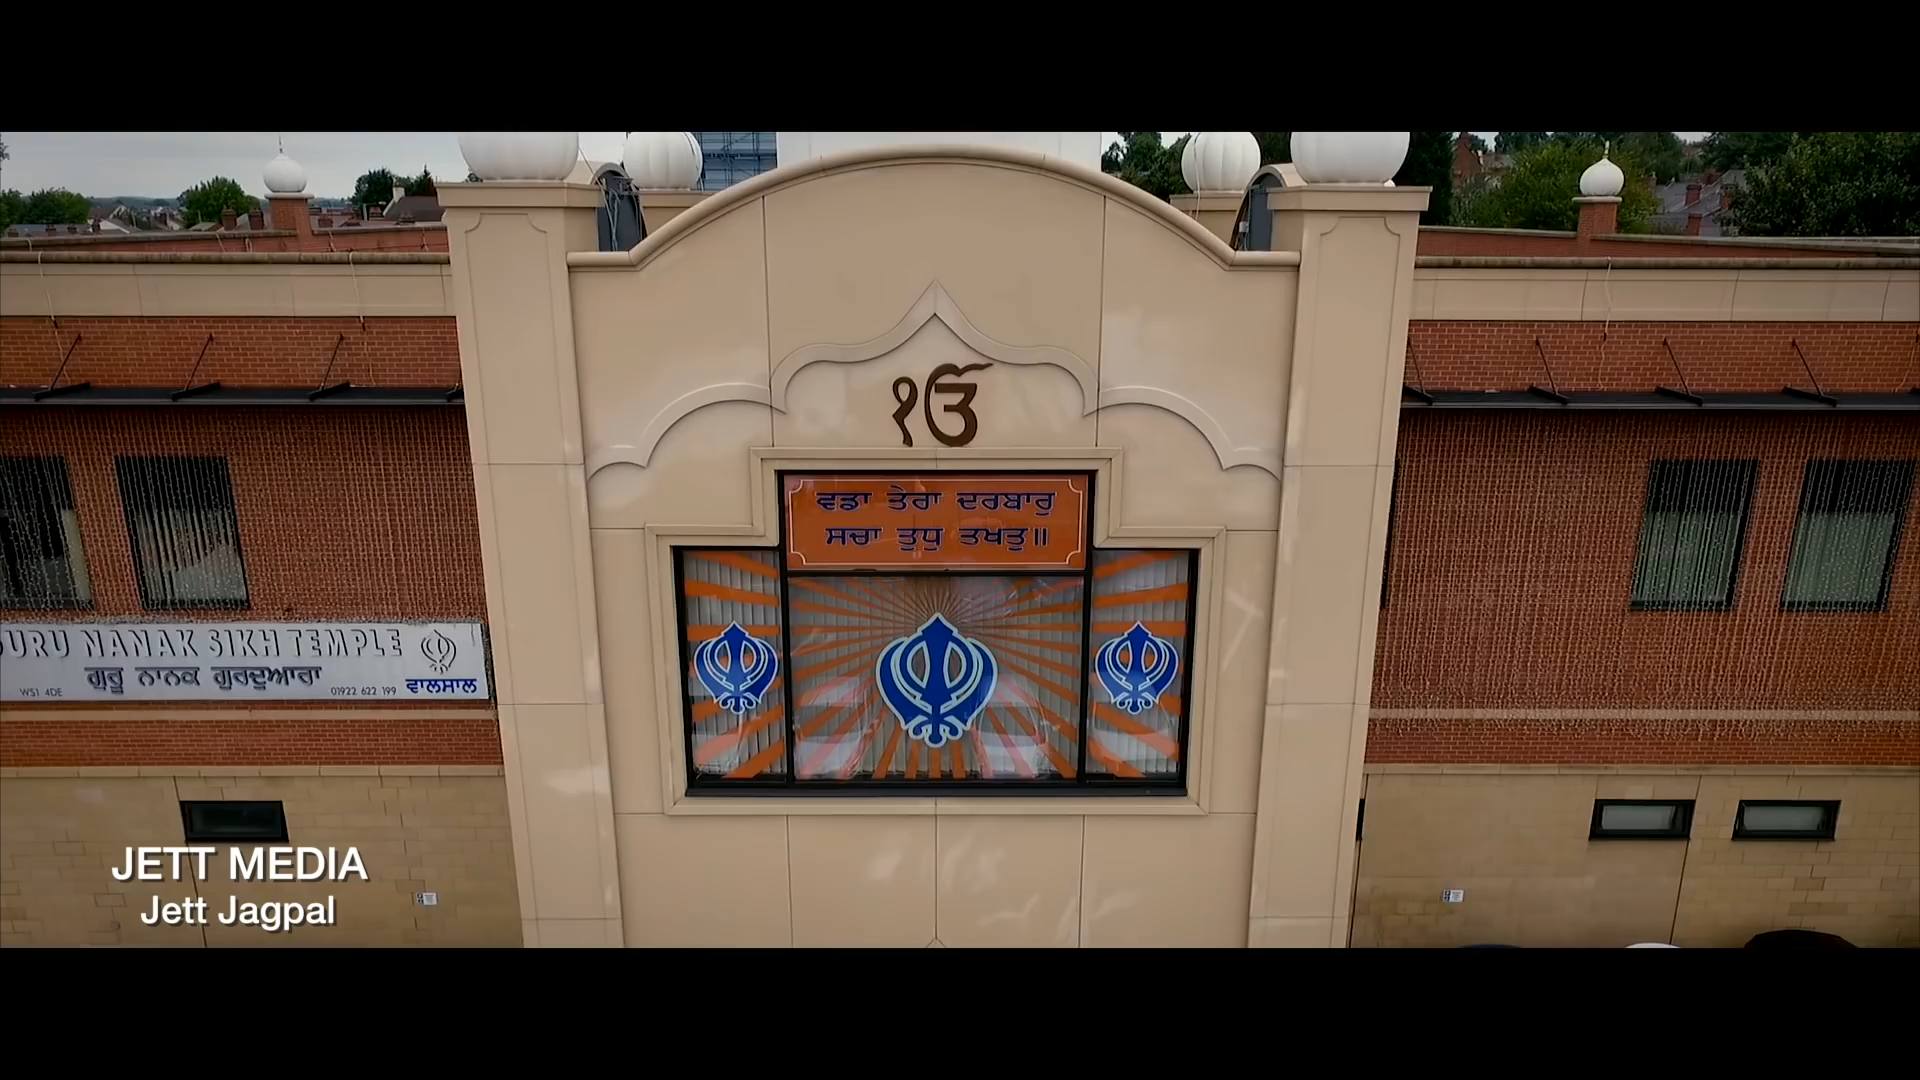 ੴ
ਵਡਾ ਤੇਰਾ ਦਰਬਾਰੁ
ਸਚਾ ਤੁਧੁ ਤਖਤੁ॥
GURU NANAK SIKH TEMPLE
ਗੁਰੂ ਨਾਨਕ ਗੁਰਦੁਆਰਾ
WS1 4DE 01922 622 199 ਵਾਲਸਾਲ
JETT MEDIA
Jett Jagpal